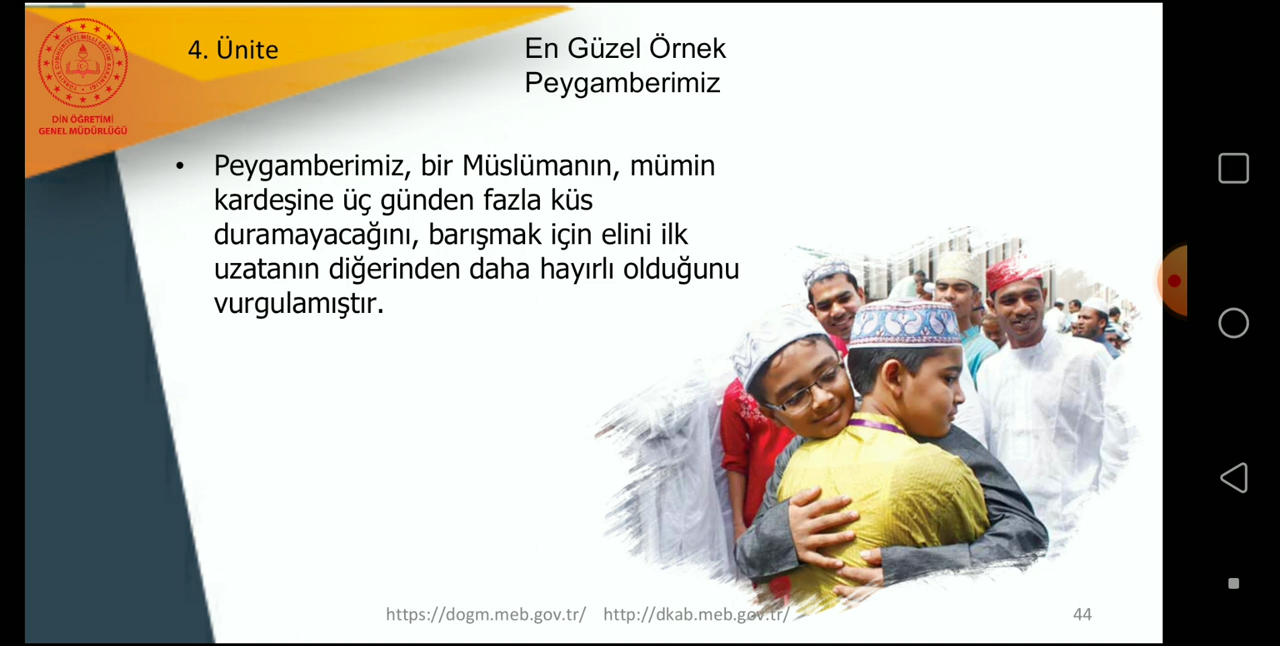 4. Ünite
En Güzel Örnek
Peygamberimiz
DİN ÖĞRETİMİ
GENEL MÜDÜRLÜĞÜ
• Peygamberimiz, bir Müslümanın, mümin
kardeşine üç günden fazla küs
duramayacağını, barışmak için elini ilk
uzatanın diğerinden daha hayırlı olduğunu
vurgulamıştır.
https://dogm.meb.gov.tr/ http://dkab.meb.gov.tr/
44